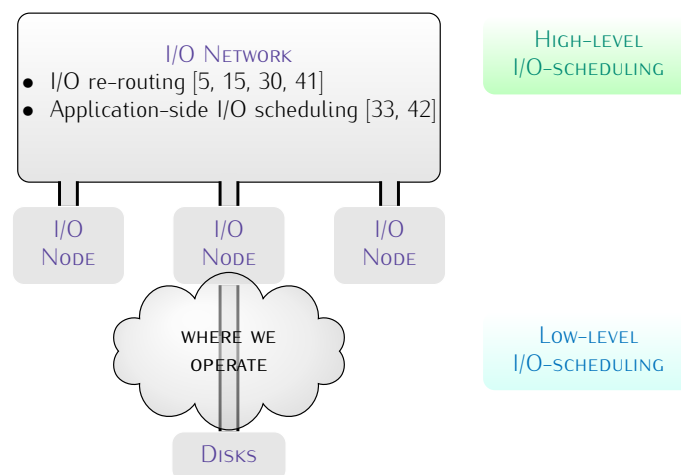 I/O Network
• I/O re-routing [5, 15, 30, 41]
• Application-side I/O scheduling [33, 42]
High-level
I/O-scheduling
I/O
Node
I/O
Node
I/O
Node
where we
operate
Low-level
I/O-scheduling
Disks